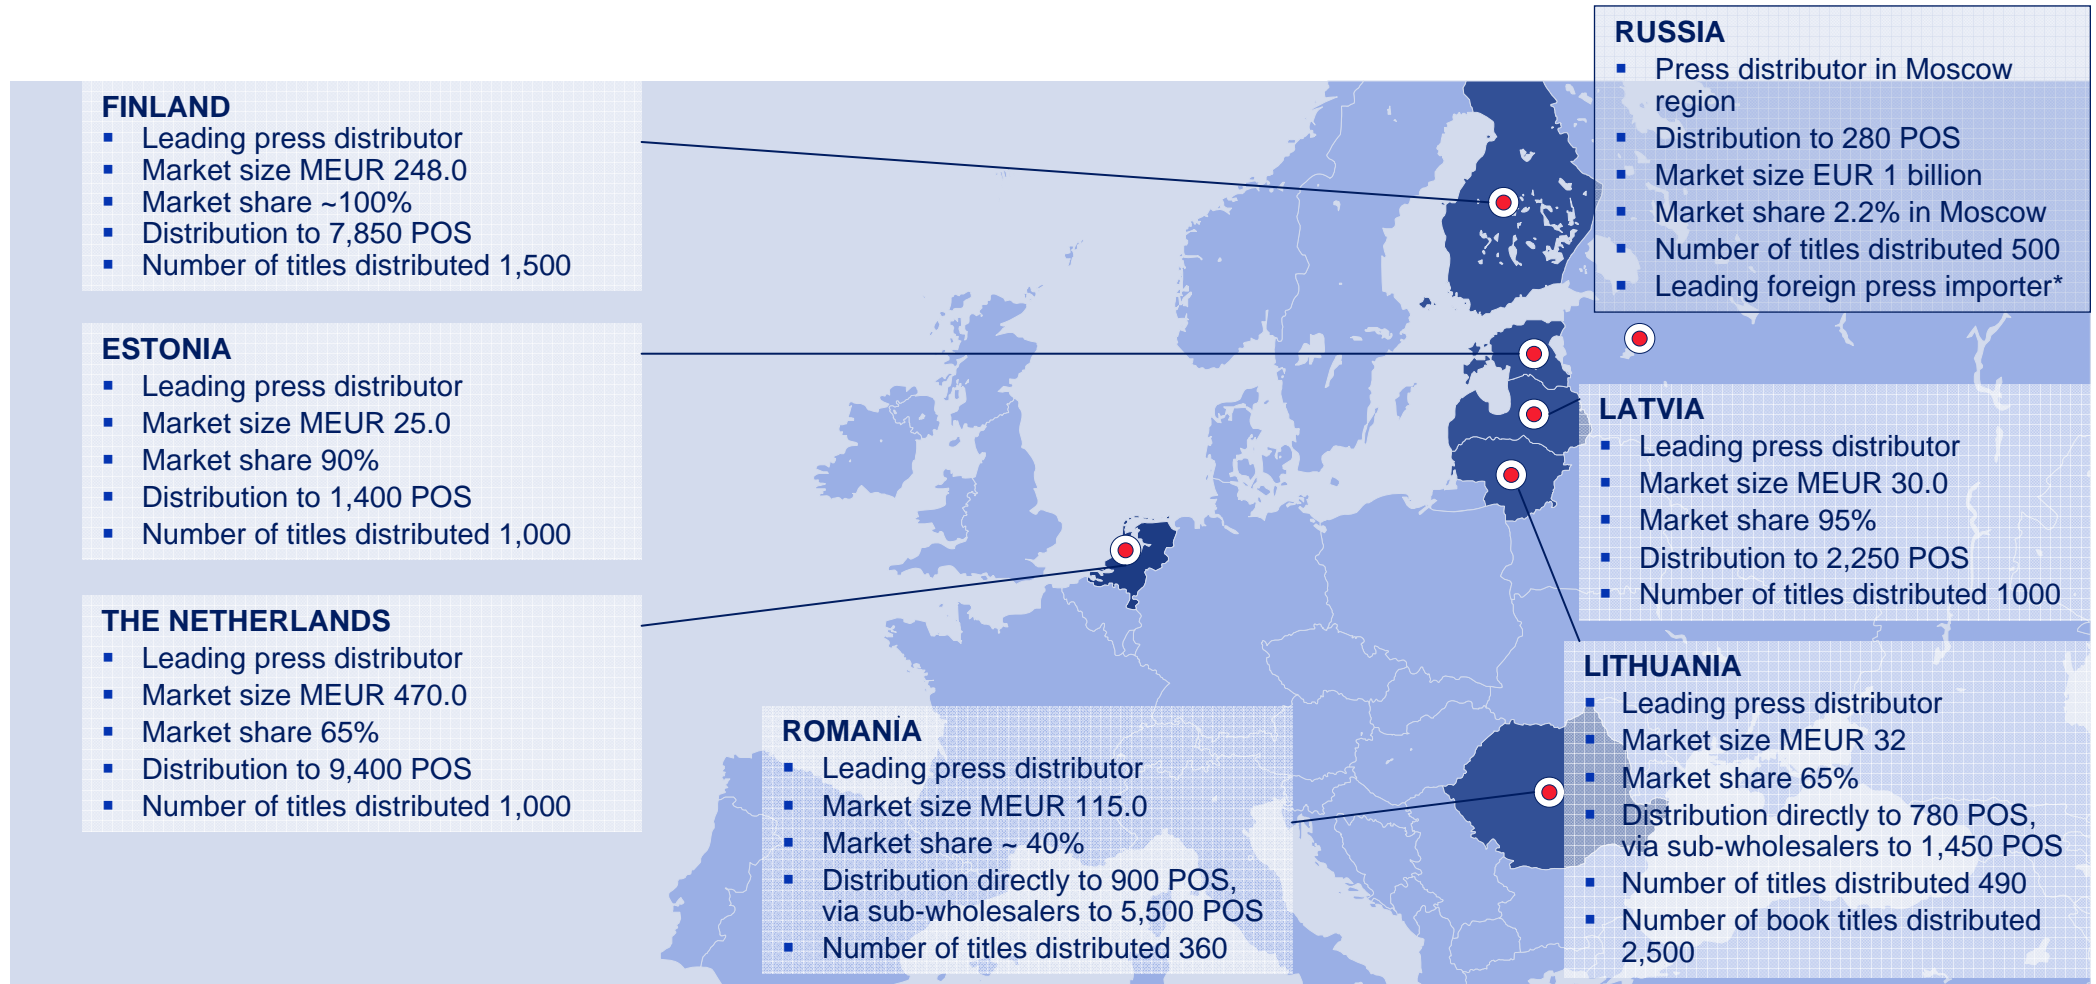 FINLAND
▪ Leading press distributor
▪ Market size MEUR 248.0
▪ Market share ~100%
▪ Distribution to 7,850 POS
▪ Number of titles distributed 1,500
ESTONIA
▪ Leading press distributor
▪ Market size MEUR 25.0
▪ Market share 90%
▪ Distribution to 1,400 POS
▪ Number of titles distributed 1,000
THE NETHERLANDS
▪ Leading press distributor
▪ Market size MEUR 470.0
▪ Market share 65%
▪ Distribution to 9,400 POS
▪ Number of titles distributed 1,000
ROMANIA
▪ Leading press distributor
▪ Market size MEUR 115.0
▪ Market share ~ 40%
▪ Distribution directly to 900 POS,
via sub-wholesalers to 5,500 POS
▪ Number of titles distributed 360
RUSSIA
▪ Press distributor in Moscow
region
▪ Distribution to 280 POS
▪ Market size EUR 1 billion
▪ Market share 2.2% in Moscow
▪ Number of titles distributed 500
▪ Leading foreign press importer*
LATVIA
▪ Leading press distributor
▪ Market size MEUR 30.0
▪ Market share 95%
▪ Distribution to 2,250 POS
▪ Number of titles distributed 1000
LITHUANIA
▪ Leading press distributor
▪ Market size MEUR 32
▪ Market share 65%
▪ Distribution directly to 780 POS,
via sub-wholesalers to 1,450 POS
▪ Number of titles distributed 490
▪ Number of book titles distributed
2,500